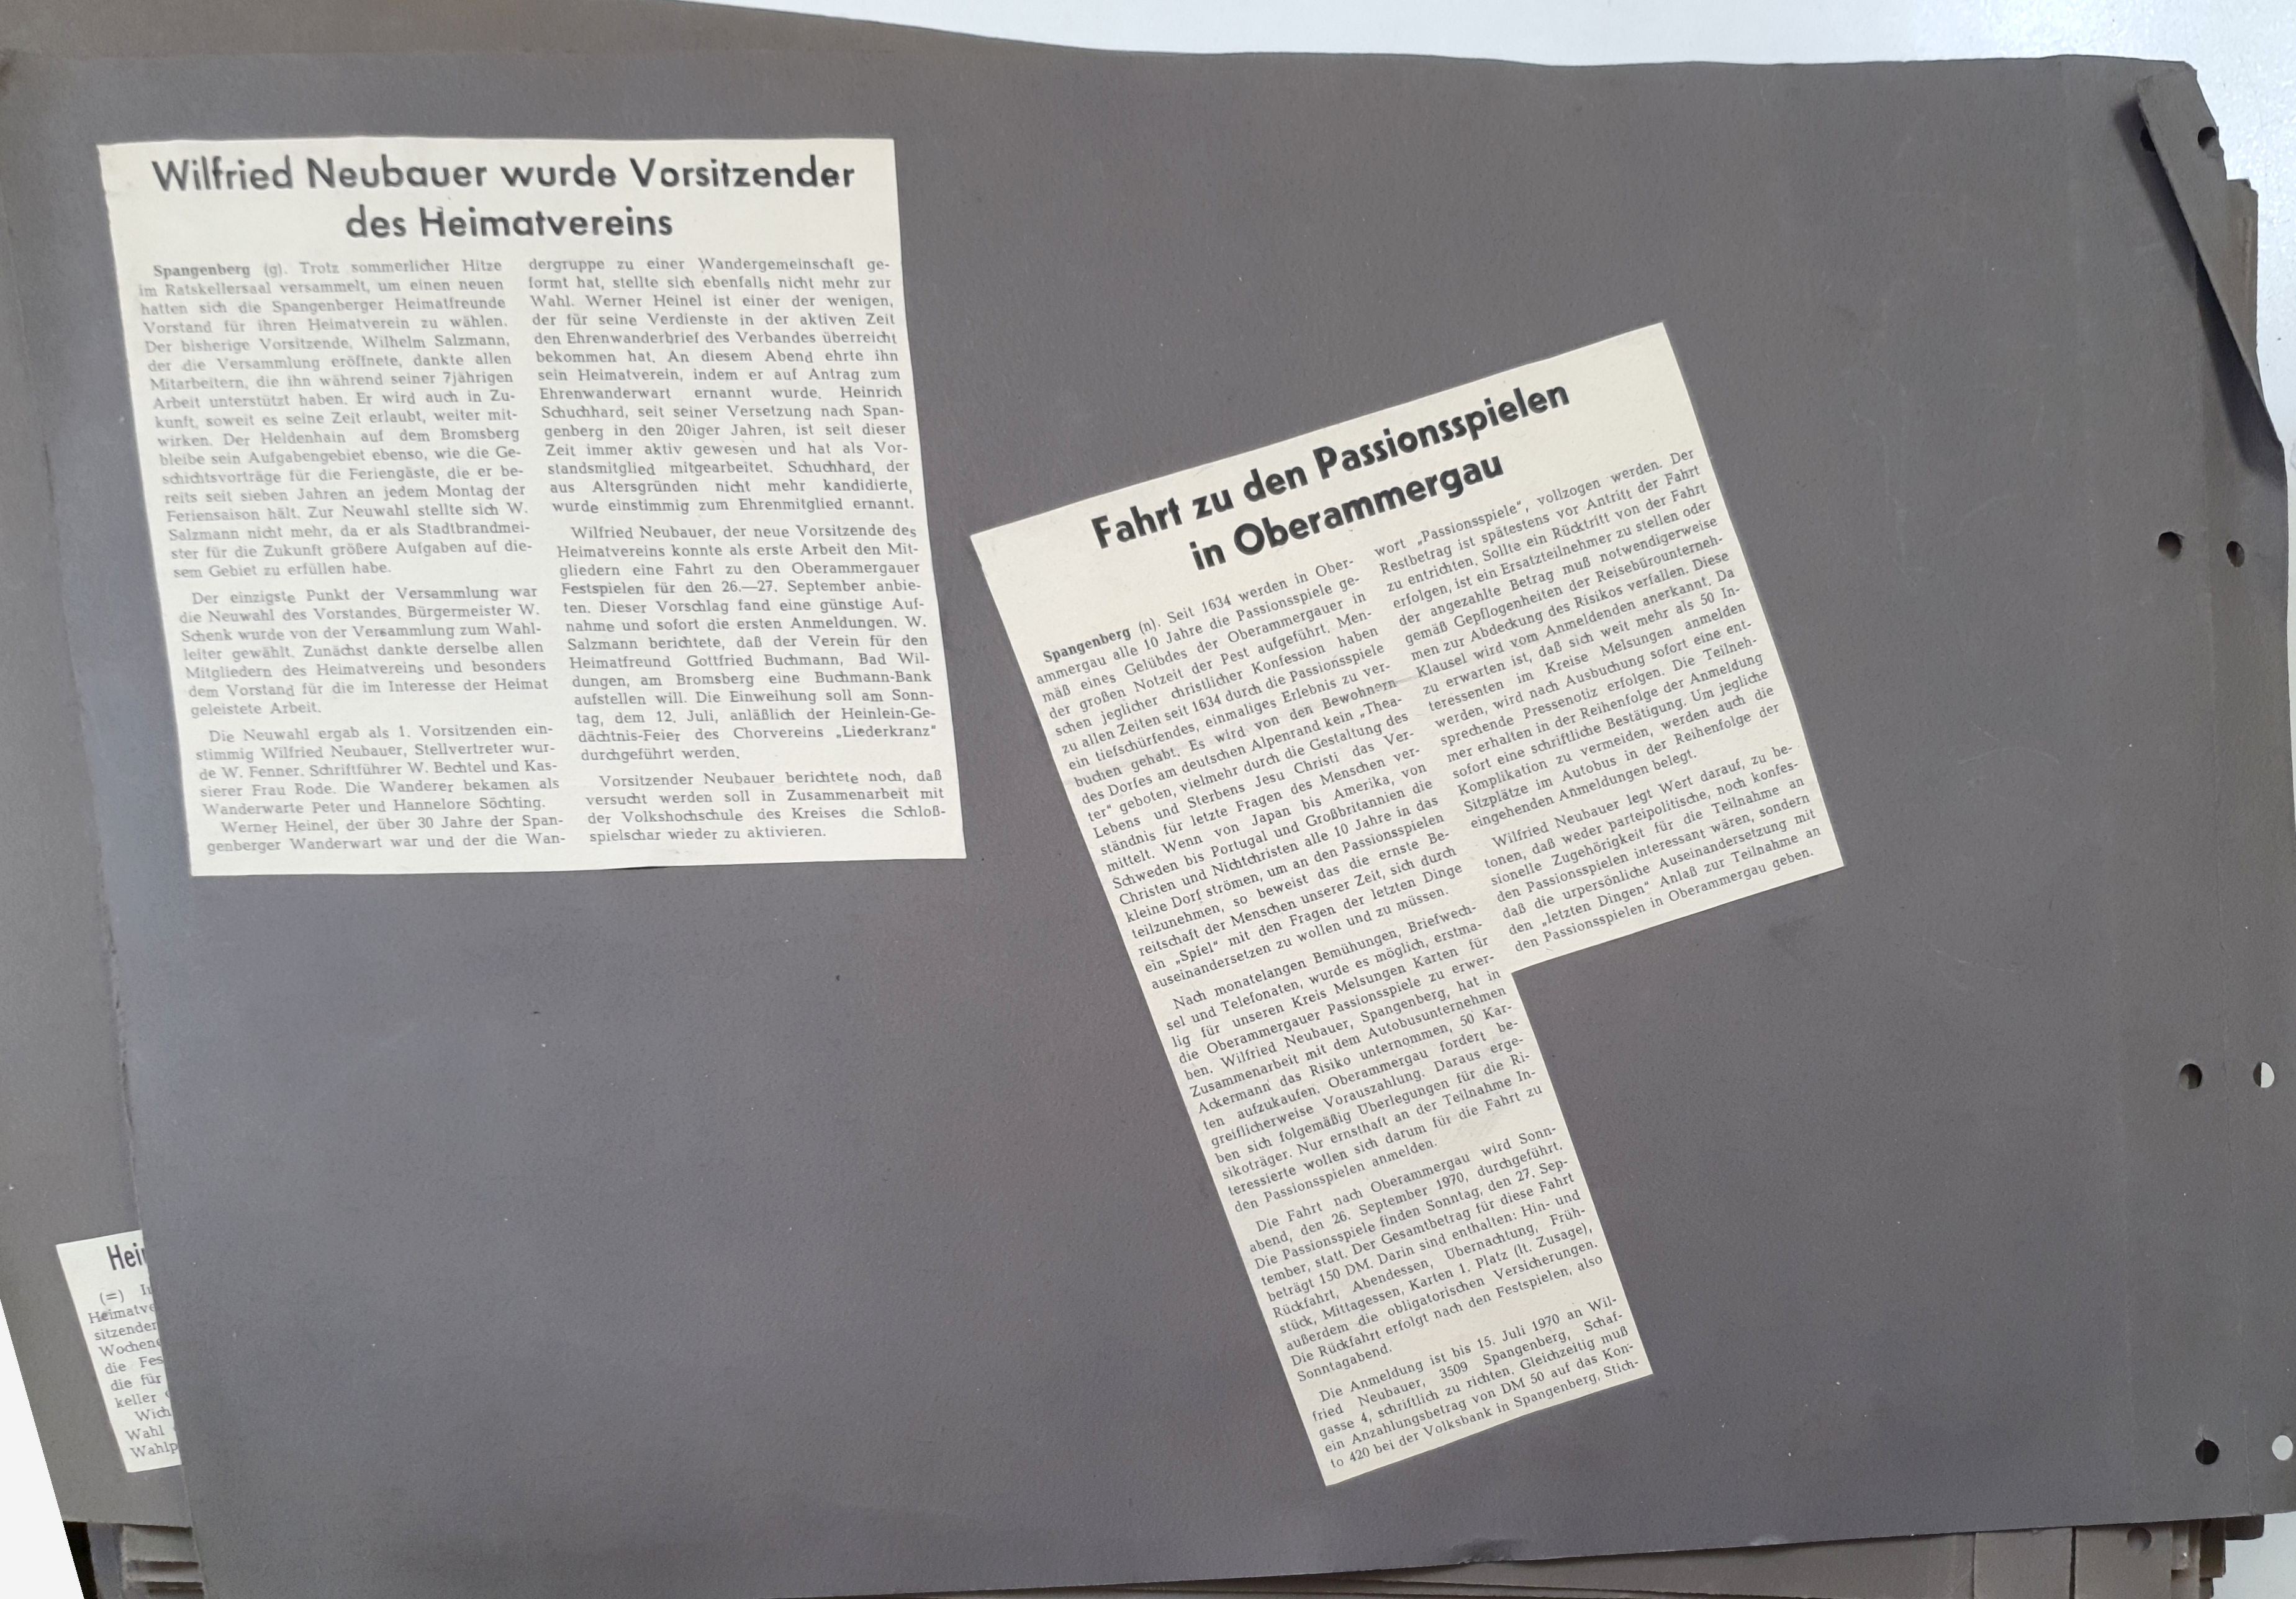 Wilfried Neubauer wurde Vorsitzender
des Heimatvereins
Spangenberg (g). Trotz sommerlicher Hitze
im Ratskellersaal versammelt, um einen neuen
hatten sich die Spangenberger Heimatfreunde
Vorstand für ihren Heimatverein zu wählen.
Der bisherige Vorsitzende, Wilhelm Salzmann,
der die Versammlung eröffnete, dankte allen
Mitarbeitern, die ihn während seiner 7jährigen
Arbeit unterstützt haben. Er wird auch in Zu-
kunft, soweit es seine Zeit erlaubt, weiter mit-
wirken. Der Heldenhain auf dem Bromsberg
bleibe sein Aufgabengebiet ebenso, wie die Ge-
schichtsvorträge für die Feriengäste, die er be-
reits seit sieben Jahren an jedem Montag der
Feriensaison hält. Zur Neuwahl stellte sich W.
Salzmann nicht mehr, da er als Stadtbrandmei-
ster für die Zukunft größere Aufgaben auf die-
sem Gebiet zu erfüllen habe.
Der einzigste Punkt der Versammlung war
die Neuwahl des Vorstandes. Bürgermeister W.
Schenk wurde von der Versammlung zum Wahl-
leiter gewählt. Zunächst dankte derselbe allen
Mitgliedern des Heimatvereins und besonders
dem Vorstand für die im Interesse der Heimat
geleistete Arbeit.
Die Neuwahl ergab als 1. Vorsitzenden ein-
stimmig Wilfried Neubauer, Stellvertreter wur-
de W. Fenner. Schriftführer W. Bechtel und Kas-
sierer Frau Rode. Die Wanderer bekamen als
Wanderwarte Peter und Hannelore Söchting.
Werner Heinel, der über 30 Jahre der Span-
genberger Wanderwart war und der die Wan-
dergruppe zu einer Wandergemeinschaft ge-
formt hat, stellte sich ebenfalls nicht mehr zur
Wahl. Werner Heinel ist einer der wenigen,
der für seine Verdienste in der aktiven Zeit
den Ehrenwanderbrief des Verbandes überreicht
bekommen hat. An diesem Abend ehrte ihn
sein Heimatverein, indem er auf Antrag zum
Ehrenwanderwart ernannt wurde. Heinrich
Schuchhard, seit seiner Versetzung nach Span-
genberg in den 20iger Jahren, ist seit dieser
Zeit immer aktiv gewesen und hat als Vor-
standsmitglied mitgearbeitet. Schuchhard, der
aus Altersgründen nicht mehr kandidierte,
wurde einstimmig zum Ehrenmitglied ernannt.
Wilfried Neubauer, der neue Vorsitzende des
Heimatvereins konnte als erste Arbeit den Mit-
gliedern eine Fahrt zu den Oberammergauer
Festspielen für den 26.—27. September anbie-
ten. Dieser Vorschlag fand eine günstige Auf-
nahme und sofort die ersten Anmeldungen. W.
Salzmann berichtete, daß der Verein für den
Heimatfreund Gottfried Buchmann, Bad Wil-
dungen, am Bromsberg eine Buchmann-Bank
aufstellen will. Die Einweihung soll am Sonn-
tag, dem 12. Juli, anläßlich der Heinlein-Ge-
dächtnis-Feier des Chorvereins „Liederkranz"
durchgeführt werden.
Vorsitzender Neubauer berichtete noch, daß
versucht werden soll in Zusammenarbeit mit
der Volkshochschule des Kreises die Schloß-
spielschar wieder zu aktivieren.
Fahrt zu den Passionsspielen
in Oberammergau
Spangenberg (n). Seit 1634 werden in Ober-
ammergau alle 10 Jahre die Passionsspiele ge-
mäß eines Gelübdes der Oberammergauer in
der großen Notzeit der Pest aufgeführt. Men-
schen jeglicher christlicher Konfession haben
zu allen Zeiten seit 1634 durch die Passionsspiele
ein tiefschürfendes, einmaliges Erlebnis zu ver-
buchen gehabt. Es wird von den Bewohnern
des Dorfes am deutschen Alpenrand kein „Thea-
ter" geboten, vielmehr durch die Gestaltung des
Lebens und Sterbens Jesu Christi das Ver-
ständnis für letzte Fragen des Menschen ver-
mittelt. Wenn von Japan bis Amerika, von
Schweden bis Portugal und Großbritannien die
Christen und Nichtchristen alle 10 Jahre in das
kleine Dorf strömen, um an den Passionsspielen
teilzunehmen, so beweist das die ernste Be-
reitschaft der Menschen unserer Zeit, sich durch
ein „Spiel" mit den Fragen der letzten Dinge
auseinandersetzen zu wollen und zu müssen.
Nach monatelangen Bemühungen, Briefwech-
sel und Telefonaten, wurde es möglich, erstma-
lig für unseren Kreis Melsungen Karten für
die Oberammergauer Passionsspiele zu erwer-
ben. Wilfried Neubauer, Spangenberg, hat in
Zusammenarbeit mit dem Autobusunternehmen
Ackermann das Risiko unternommen, 50 Kar-
ten aufzukaufen. Oberammergau fordert be-
greiflicherweise Vorauszahlung. Daraus erge-
ben sich folgemäßig Überlegungen für die Ri-
sikoträger. Nur ernsthaft an der Teilnahme In-
teressierte wollen sich darum für die Fahrt zu
den Passionsspielen anmelden.
Die Fahrt nach Oberammergau wird Sonn-
abend, den 26. September 1970, durchgeführt.
Die Passionsspiele finden Sonntag, den 27. Sep-
tember, statt. Der Gesamtbetrag für diese Fahrt
beträgt 150 DM. Darin sind enthalten: Hin- und
Rückfahrt, Abendessen, Übernachtung, Früh-
stück, Mittagessen, Karten 1. Platz (lt. Zusage),
außerdem die obligatorischen Versicherungen.
Die Rückfahrt erfolgt nach den Festspielen, also
Sonntagabend.
Die Anmeldung ist bis 15. Juli 1970 an Wil-
fried Neubauer, 3509 Spangenberg, Schaf-
gasse 4, schriftlich zu richten. Gleichzeitig muß
ein Anzahlungsbetrag von DM 50 auf das Kon-
to 420 bei der Volksbank in Spangenberg, Stich-
wort „Passionsspiele", vollzogen werden. Der
Restbetrag ist spätestens vor Antritt der Fahrt
zu entrichten. Sollte ein Rücktritt von der Fahrt
erfolgen, ist ein Ersatzteilnehmer zu stellen oder
der angezahlte Betrag muß notwendigerweise
gemäß Gepflogenheiten der Reisebürounterneh-
men zur Abdeckung des Risikos verfallen. Diese
Klausel wird vom Anmeldenden anerkannt. Da
zu erwarten ist, daß sich weit mehr als 50 In-
teressenten im Kreise Melsungen anmelden
werden, wird nach Ausbuchung sofort eine ent-
sprechende Pressenotiz erfolgen. Die Teilneh-
mer erhalten in der Reihenfolge der Anmeldung
sofort eine schriftliche Bestätigung. Um jegliche
Komplikation zu vermeiden, werden auch die
Sitzplätze im Autobus in der Reihenfolge der
eingehenden Anmeldungen belegt.
Wilfried Neubauer legt Wert darauf, zu be-
tonen, daß weder parteipolitische, noch konfes-
sionelle Zugehörigkeit für die Teilnahme an
den Passionsspielen interessant wären, sondern
daß die urpersönliche Auseinandersetzung mit
den „letzten Dingen" Anlaß zur Teilnahme an
den Passionsspielen in Oberammergau geben.
Hei
(=) I
Heimatve
sitzender
Wochen
die Fes
die für
keller
Wich
Wahl
Wahlp